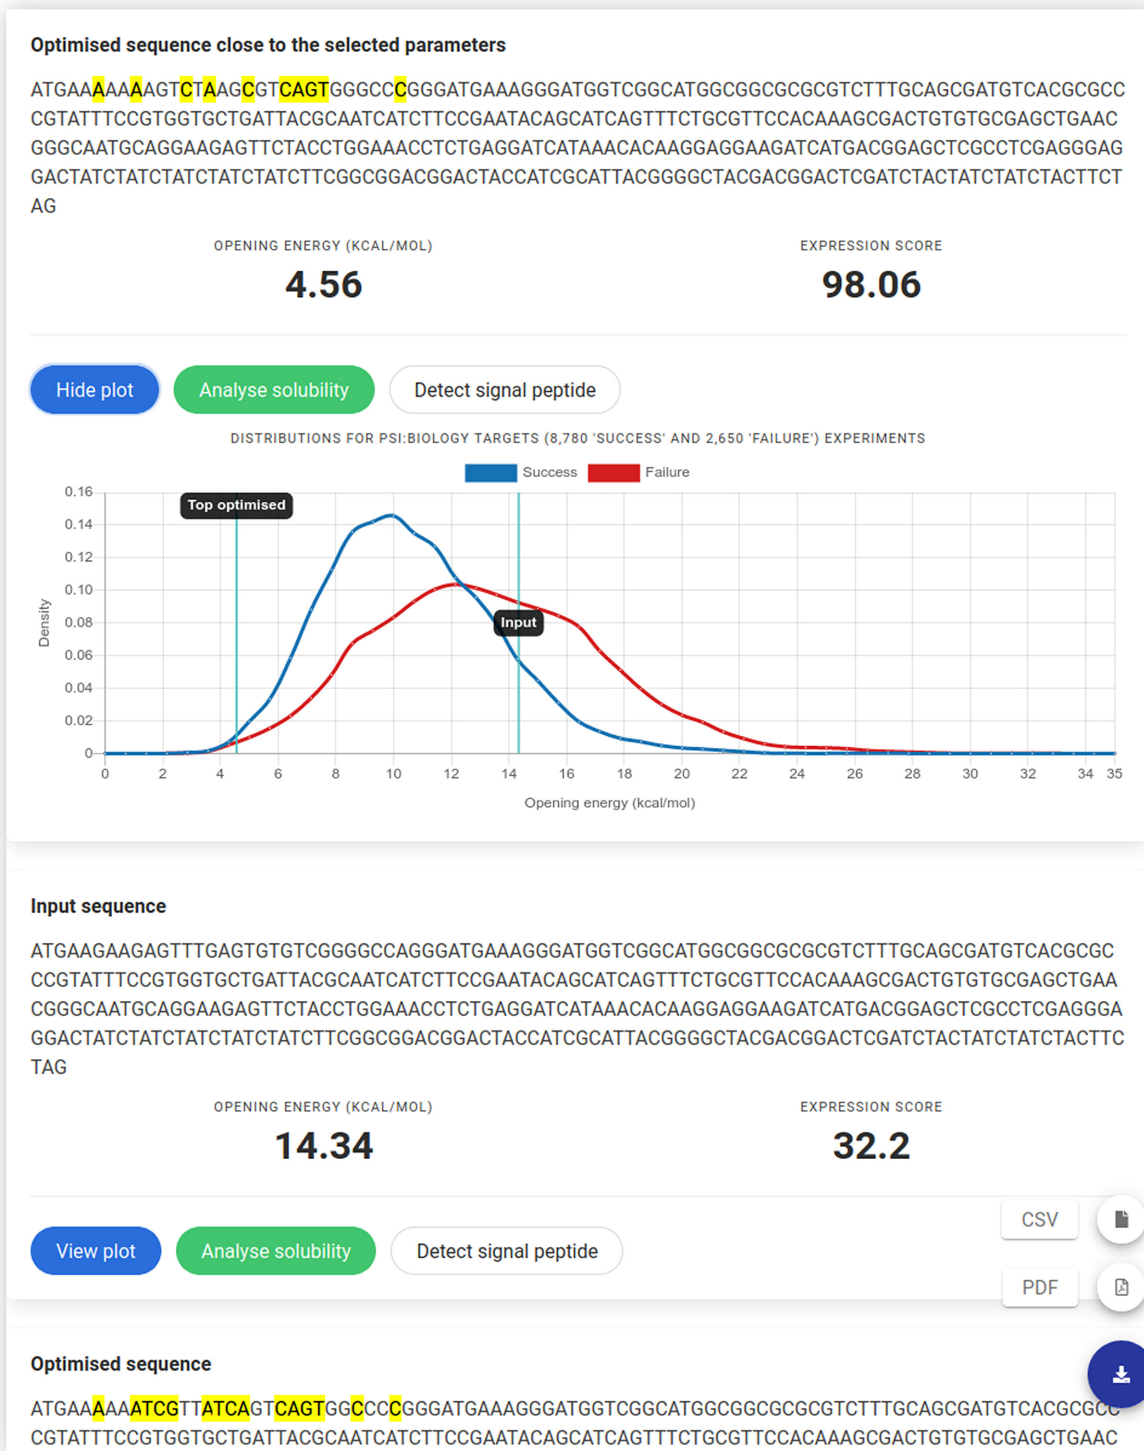 Optimised sequence close to the selected parameters
ATGAAAAAAAAGTCTAAGCGTCAGTGGGCCCGGGATGAAAGGGATGGTCGGCATGGCGGCGCGCGTCTTTGCAGCGATGTCACGCGCC
CGTATTTCCGTGGTGCTGATTACGCAATCATCTTCCGAATACAGCATCAGTTTCTGCGTTCCACAAAGCGACTGTGTGCGAGCTGAAC
GGGCAATGCAGGAAGAGTTCTACCTGGAAACCTCTGAGGATCATAAACACAAGGAGGAAGATCATGACGGAGCTCGCCTCGAGGGAG
GACTATCTATCTATCTATCTATCTTCGGCGGACGGACTACCATCGCATTACGGGGCTACGACGGACTCGATCTACTATCTATCTACTTCT
AG
OPENING ENERGY (KCAL/MOL) EXPRESSION SCORE
4.56 98.06
Hide plot Analyse solubility Detect signal peptide
DISTRIBUTIONS FOR PSI:BIOLOGY TARGETS (8,780 'SUCCESS' AND 2,650 'FAILURE') EXPERIMENTS
Success Failure
0.16
Top optimised
0.14
0.12
0.10
0.08
Input
0.06
0.04
0.02
0
Density
0 2 4 6 8 10 12 14 16 18 20 22 24 26 28 30 32 34 35
Opening energy (kcal/mol)
Input sequence
ATGAAGAAGAGTTTGAGTGTGTCGGGGCCAGGGATGAAAGGGATGGTCGGCATGGCGGCGCGCGTCTTTGCAGCGATGTCACGCGC
CCGTATTTCCGTGGTGCTGATTACGCAATCATCTTCCGAATACAGCATCAGTTTCTGCGTTCCACAAAGCGACTGTGTGCGAGCTGAA
CGGGCAATGCAGGAAGAGTTCTACCTGGAAACCTCTGAGGATCATAAACACAAGGAGGAAGATCATGACGGAGCTCGCCTCGAGGGA
GGACTATCTATCTATCTATCTATCTTCGGCGGACGGACTACCATCGCATTACGGGGCTACGACGGACTCGATCTACTATCTATCTACTTC
TAG
OPENING ENERGY (KCAL/MOL) EXPRESSION SCORE
14.34 32.2
View plot Analyse solubility Detect signal peptide
CSV
PDF
Optimised sequence
ATGAAAAAAATCGTTATCAGTCAGTGGCCCCGGGATGAAAGGGATGGTCGGCATGGCGGCGCGCGTCTTTGCAGCGATGTCACGCGCC
CGTATTTCCGTGGTGCTGATTACGCAATCATCTTCCGAATACAGCATCAGTTTCTGCGTTCCACAAAGCGACTGTGTGCGAGCTGAAC